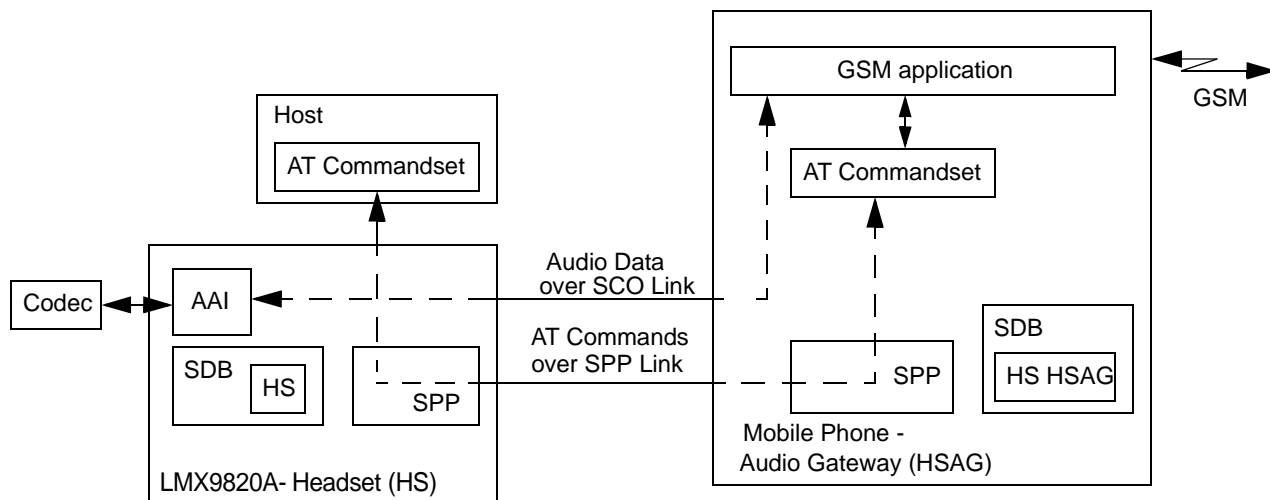 GSM application
GSM
Host
AT Commandset
AT Commandset
Audio Data
over SCO Link
Codec
AAI
AT Commands
over SPP Link
SDB
HS
SPP
SPP
SDB
HS HSAG
Mobile Phone -
Audio Gateway (HSAG)
LMX9820A- Headset (HS)